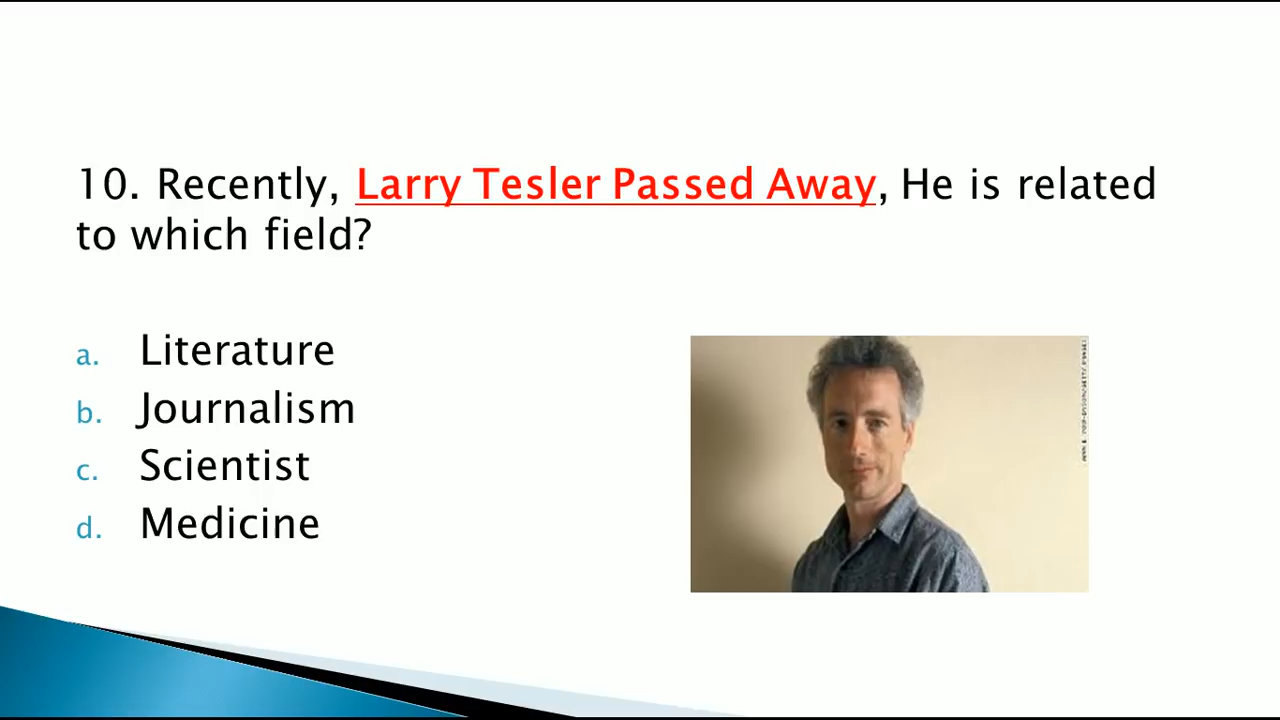 10. Recently, Larry Tesler Passed Away, He is related
to which field?
a. Literature
b. Journalism
c. Scientist
d. Medicine